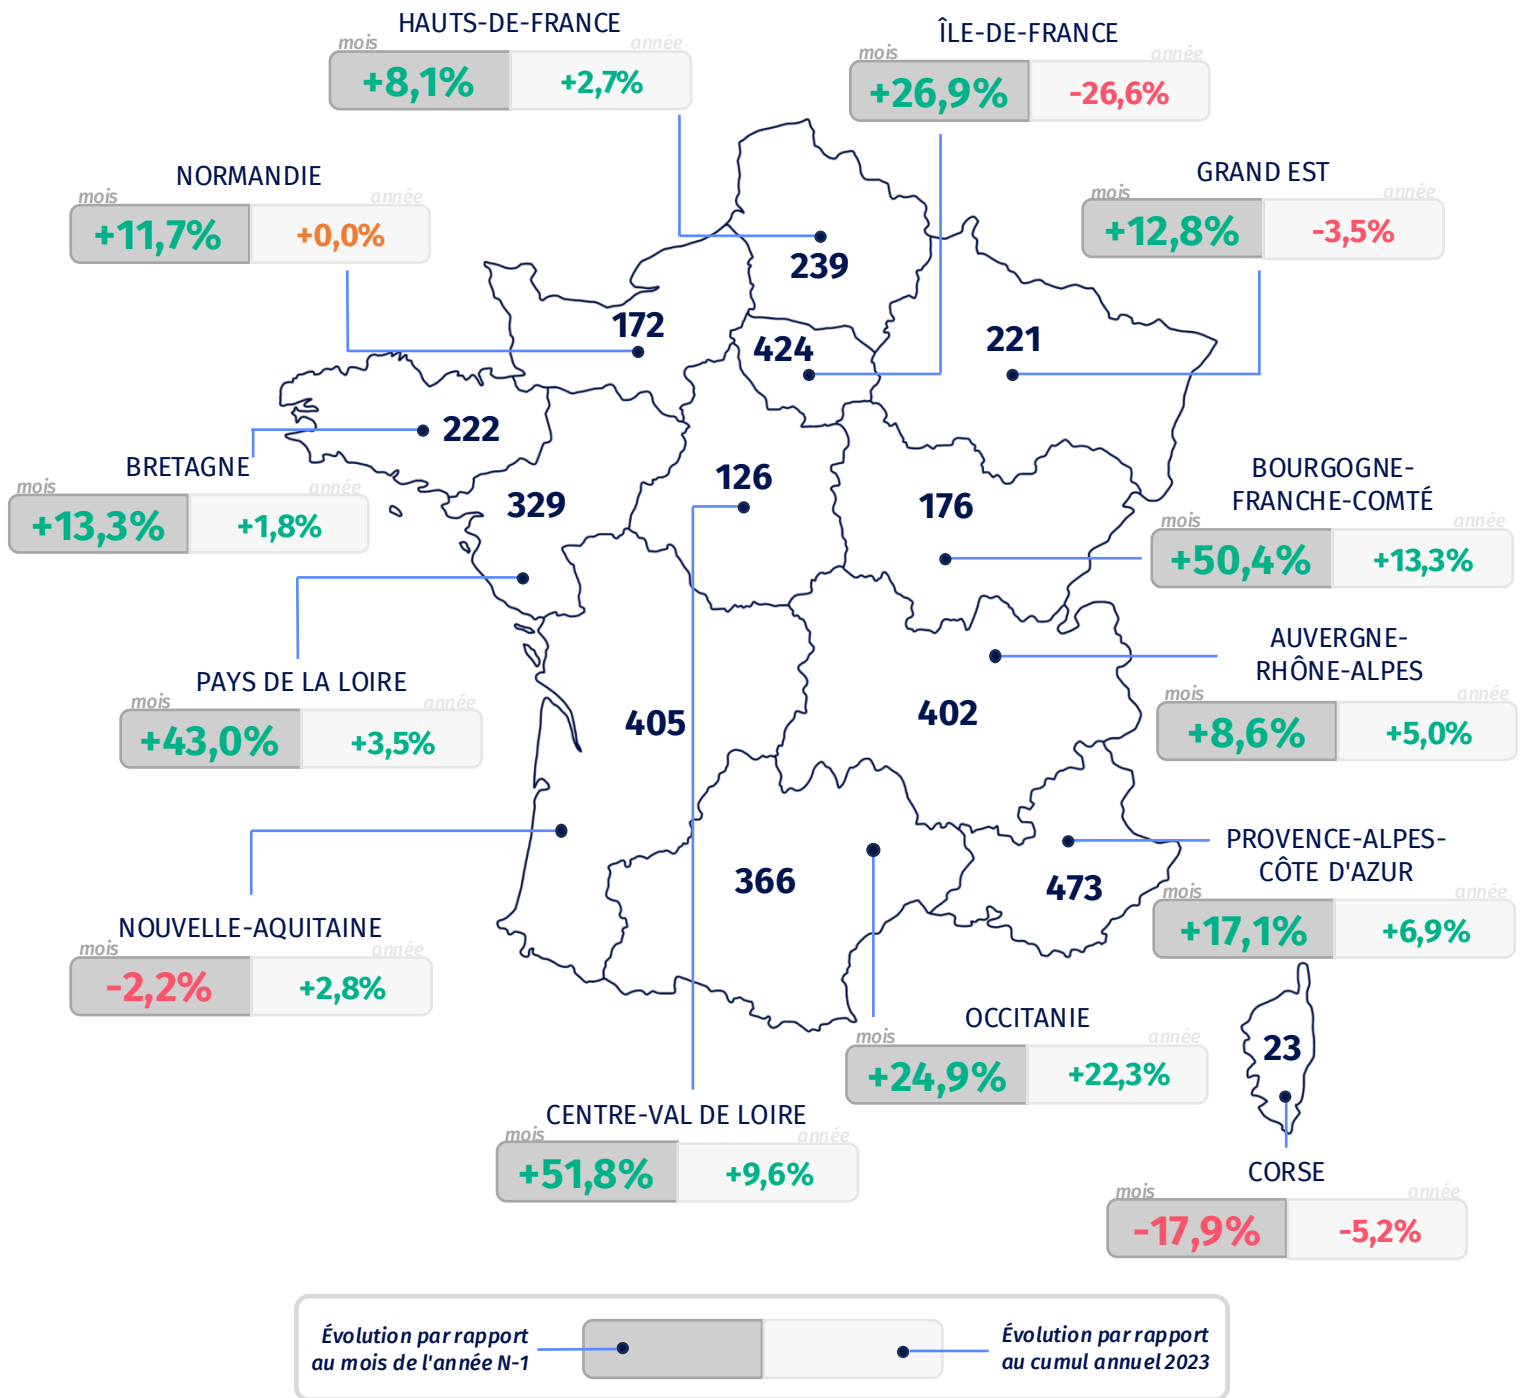 HAUTS-DE-FRANCE
mois année
+8,1% +2,7%
ÎLE-DE-FRANCE
mois année
+26,9% -26,6%
NORMANDIE
mois année
+11,7% +0,0%
GRAND EST
mois année
+12,8% -3,5%
239
172
424
221
222
BRETAGNE
mois année
+13,3% +1,8%
329
126
176
BOURGOGNE-
FRANCHE-COMTÉ
mois année
+50,4% +13,3%
PAYS DE LA LOIRE
mois année
+43,0% +3,5%
405
402
AUVERGNE-
RHÔNE-ALPES
mois année
+8,6% +5,0%
366
473
PROVENCE-ALPES-
CÔTE D'AZUR
mois année
+17,1% +6,9%
NOUVELLE-AQUITAINE
mois année
-2,2% +2,8%
OCCITANIE
mois année
+24,9% +22,3%
23
CENTRE-VAL DE LOIRE
mois année
+51,8% +9,6%
CORSE
mois année
-17,9% -5,2%
Évolution par rapport
au mois de l'année N-1
Évolution par rapport
au cumul annuel 2023